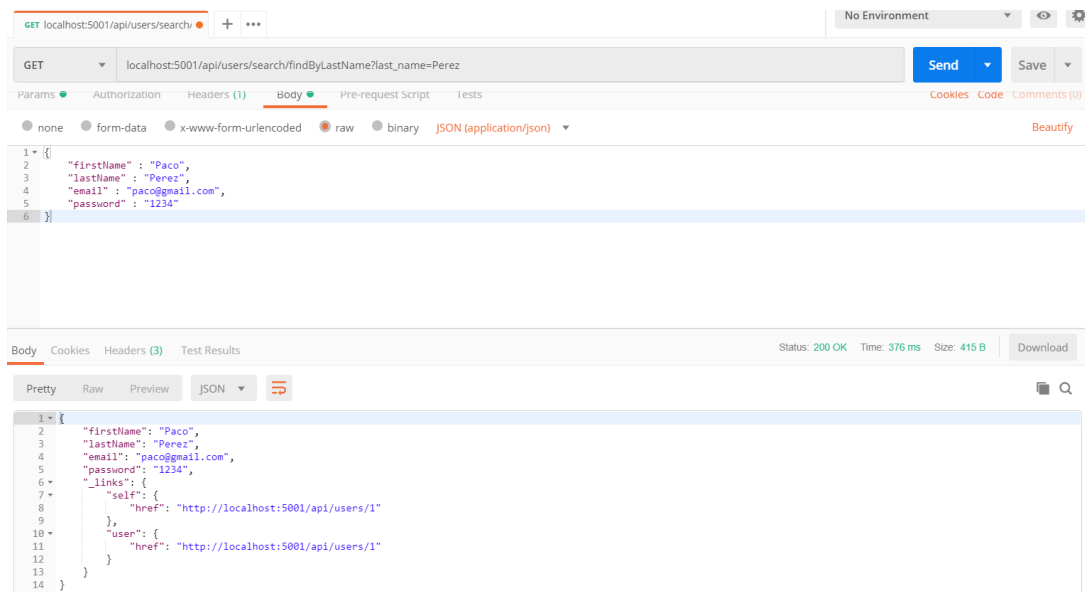 GET localhost:5001/api/users/search/
No Environment
GET localhost:5001/api/users/search/findByLastName?last_name=Perez Send Save
Params Authorization Headers (1) Body Pre-request Script Tests Cookies Code Comments (0)
none form-data x-www-form-urlencoded raw binary JSON (application/json) Beautify
1 {
2 "firstName" : "Paco",
3 "lastName" : "Perez",
4 "email" : "paco@gmail.com",
5 "password" : "1234"
6 }
Body Cookies Headers (3) Test Results Status: 200 OK Time: 376 ms Size: 415 B Download
Pretty Raw Preview JSON
1 {
2 "firstName": "Paco",
3 "lastName": "Perez",
4 "email": "paco@gmail.com",
5 "password": "1234",
6 "_links": {
7 "self": {
8 "href": "http://localhost:5001/api/users/1"
9 },
10 "user": {
11 "href": "http://localhost:5001/api/users/1"
12 }
13 }
14 }